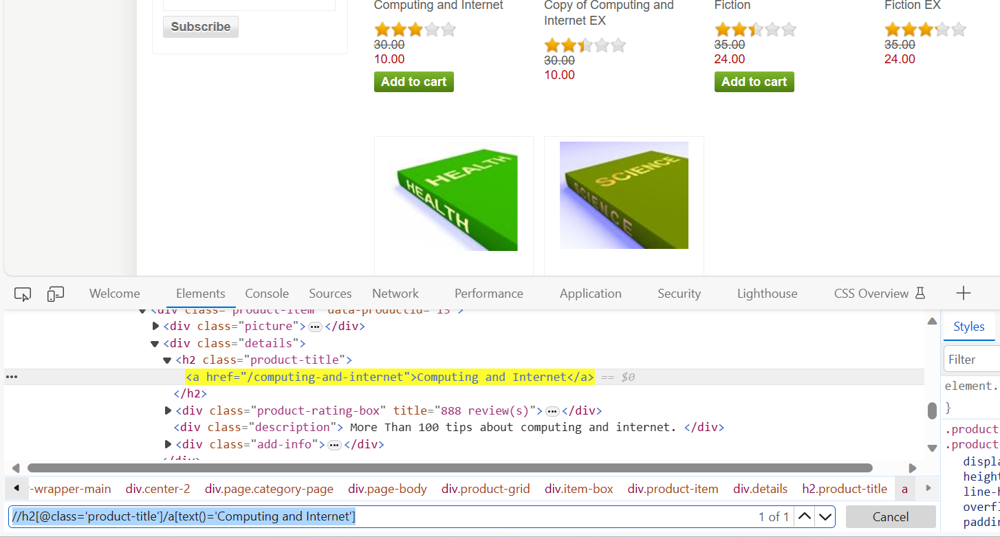 Computing and Internet
Copy of Computing and
Internet EX
Fiction
Fiction EX
Subscribe
30.00
10.00
Add to cart
30.00
10.00
35.00
24.00
Add to cart
35.00
24.00
HEALTH
HEALTH
SCIENCE
SCIENCE
Welcome Elements Console Sources Network Performance Application Security Lighthouse CSS Overview
<div class="product-item" data-productid="13">
<div class="picture"> ••• </div>
<div class="details">
<h2 class="product-title">
••• <a href="/computing-and-internet">Computing and Internet</a> == $0
</h2>
<div class="product-rating-box" title="888 review(s)"> ••• </div>
<div class="description"> More Than 100 tips about computing and internet. </div>
<div class="add-info"> ••• </div>
</div>
-wrapper-main div.center-2 div.page.category-page div.page-body div.product-grid div.item-box div.product-item div.details h2.product-title a
//h2[@class='product-title']/a[text()='Computing and Internet'] 1 of 1 Cancel
Styles
Filter
element.
}
.product
.product
displa
height
line-h
overfl
paddin